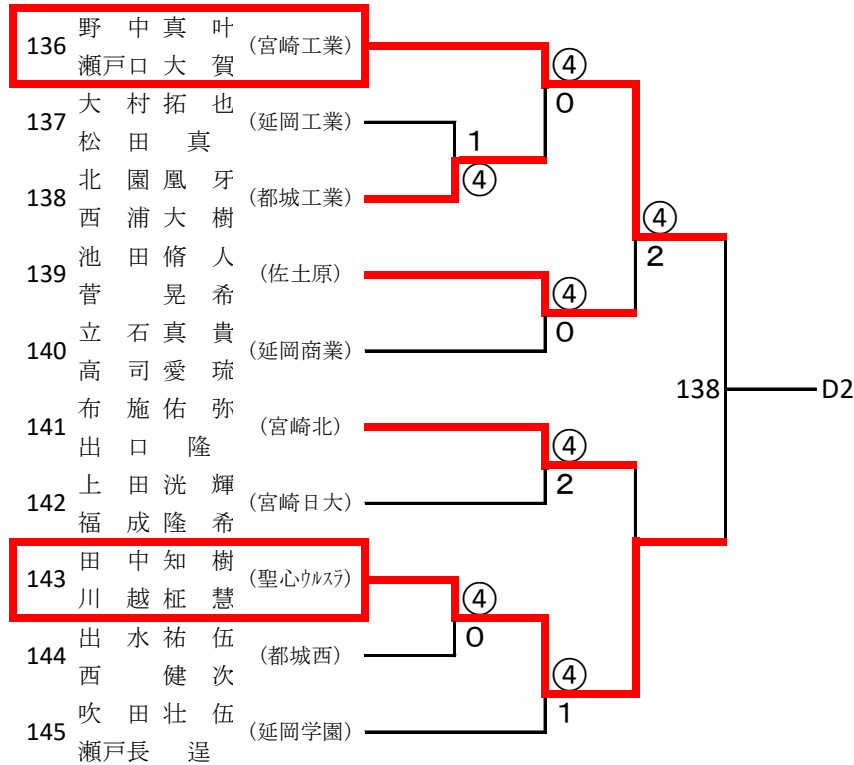 野 中 真 叶
136 (宮崎工業)
瀬戸口 大 賀
④
0
大 村 拓 也
137 (延岡工業)
松 田 真
1
④
北 園 凰 牙
138 (都城工業)
西 浦 大 樹
④
2
池 田 脩 人
139 (佐土原)
菅 晃 希
④
0
立 石 真 貴
140 (延岡商業)
高 司 愛 琉
138 D2
布 施 佑 弥
141 (宮崎北)
出 口 隆
④
2
上 田 洸 輝
142 (宮崎日大)
福 成 隆 希
田 中 知 樹
143 (聖心ｳﾙｽﾗ)
川 越 柾 慧
④
0
出 水 祐 伍
144 (都城西)
西 健 次
④
1
吹 田 壮 伍
145 (延岡学園)
瀬戸長 逞